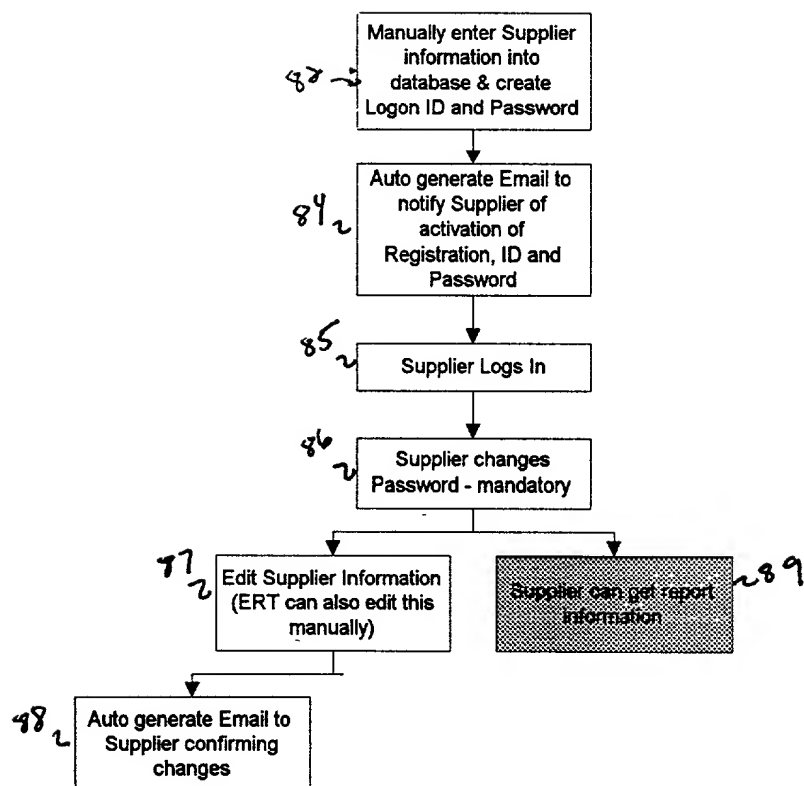 Manually enter Supplier
information into
database & create
Logon ID and Password
82
Auto generate Email to
notify Supplier of
activation of
Registration, ID and
Password
84
85
Supplier Logs In
86
Supplier changes
Password - mandatory
87
Edit Supplier Information
(ERT can also edit this
manually)
Supplier can get report
information
89
88
Auto generate Email to
Supplier confirming
changes